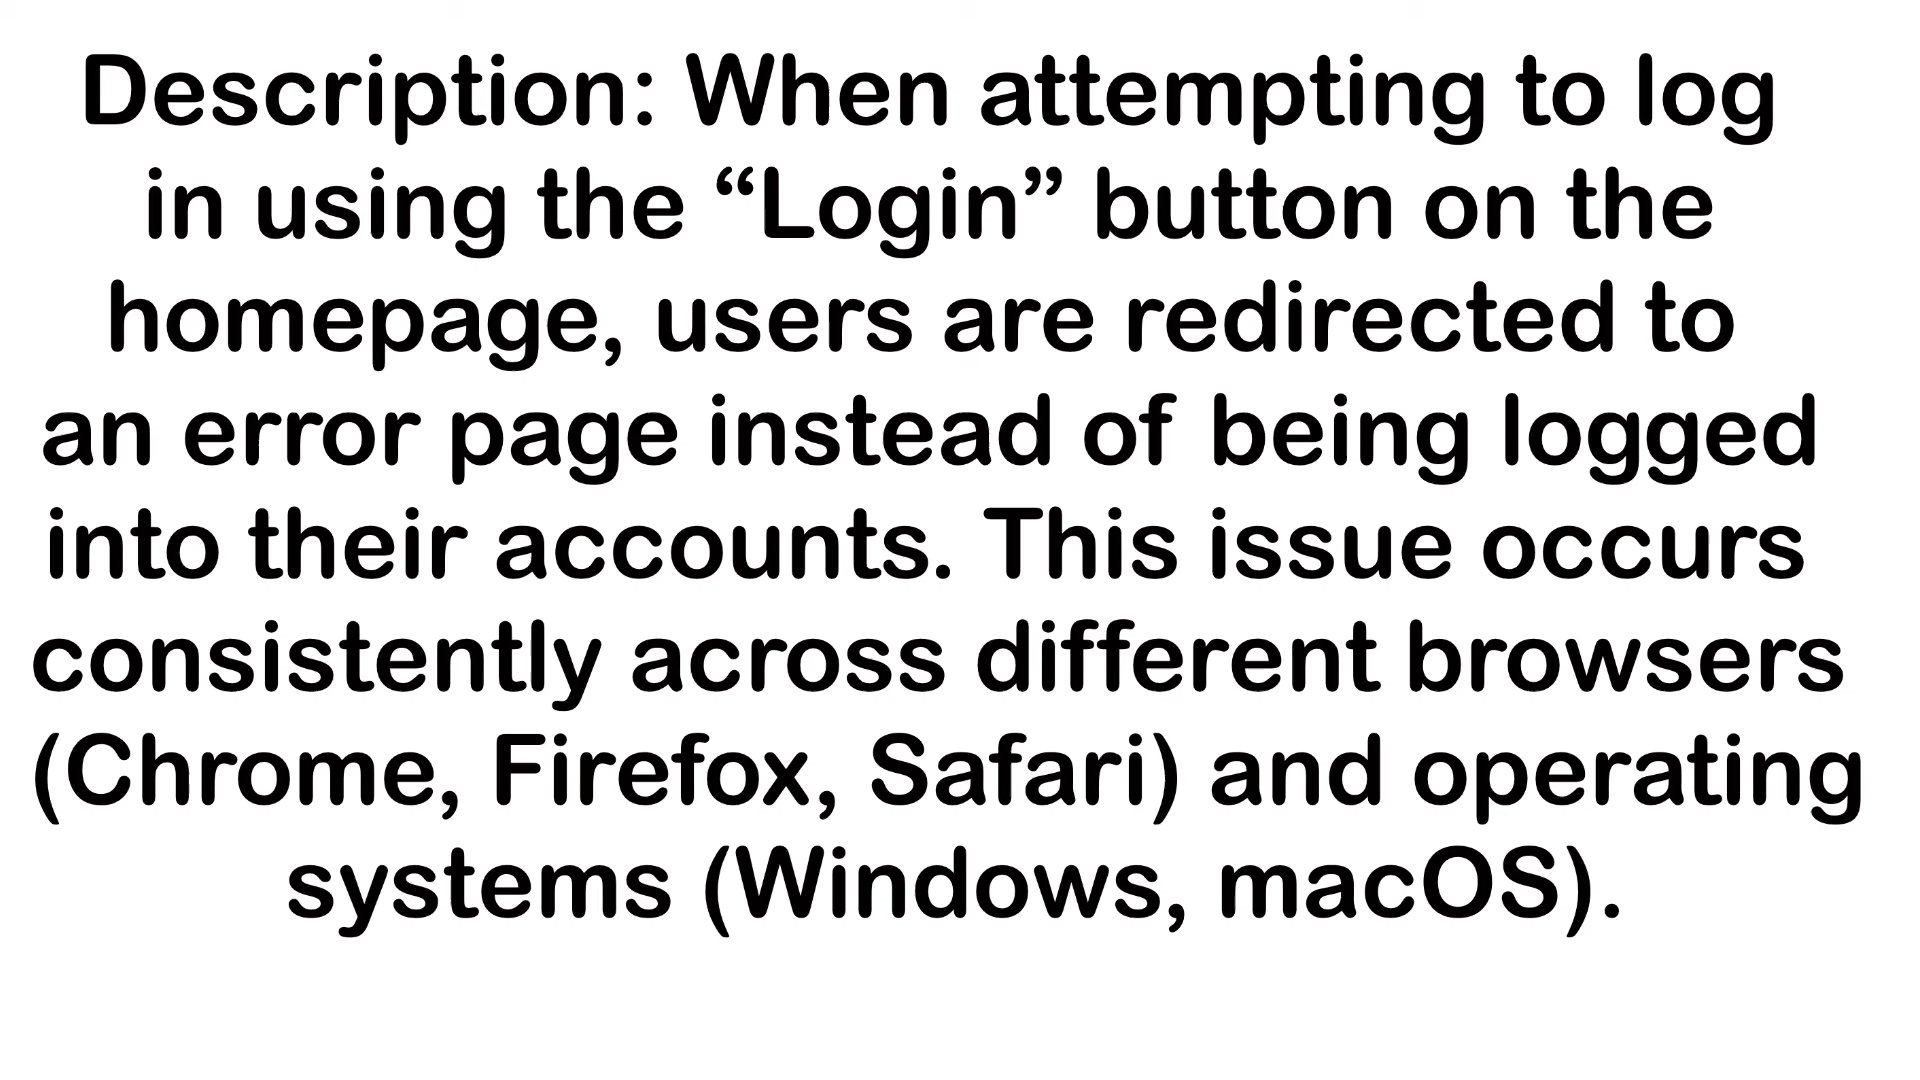 Description: When attempting to log
in using the “Login” button on the
homepage, users are redirected to
an error page instead of being logged
into their accounts. This issue occurs
consistently across different browsers
(Chrome, Firefox, Safari) and operating
systems (Windows, macOS).